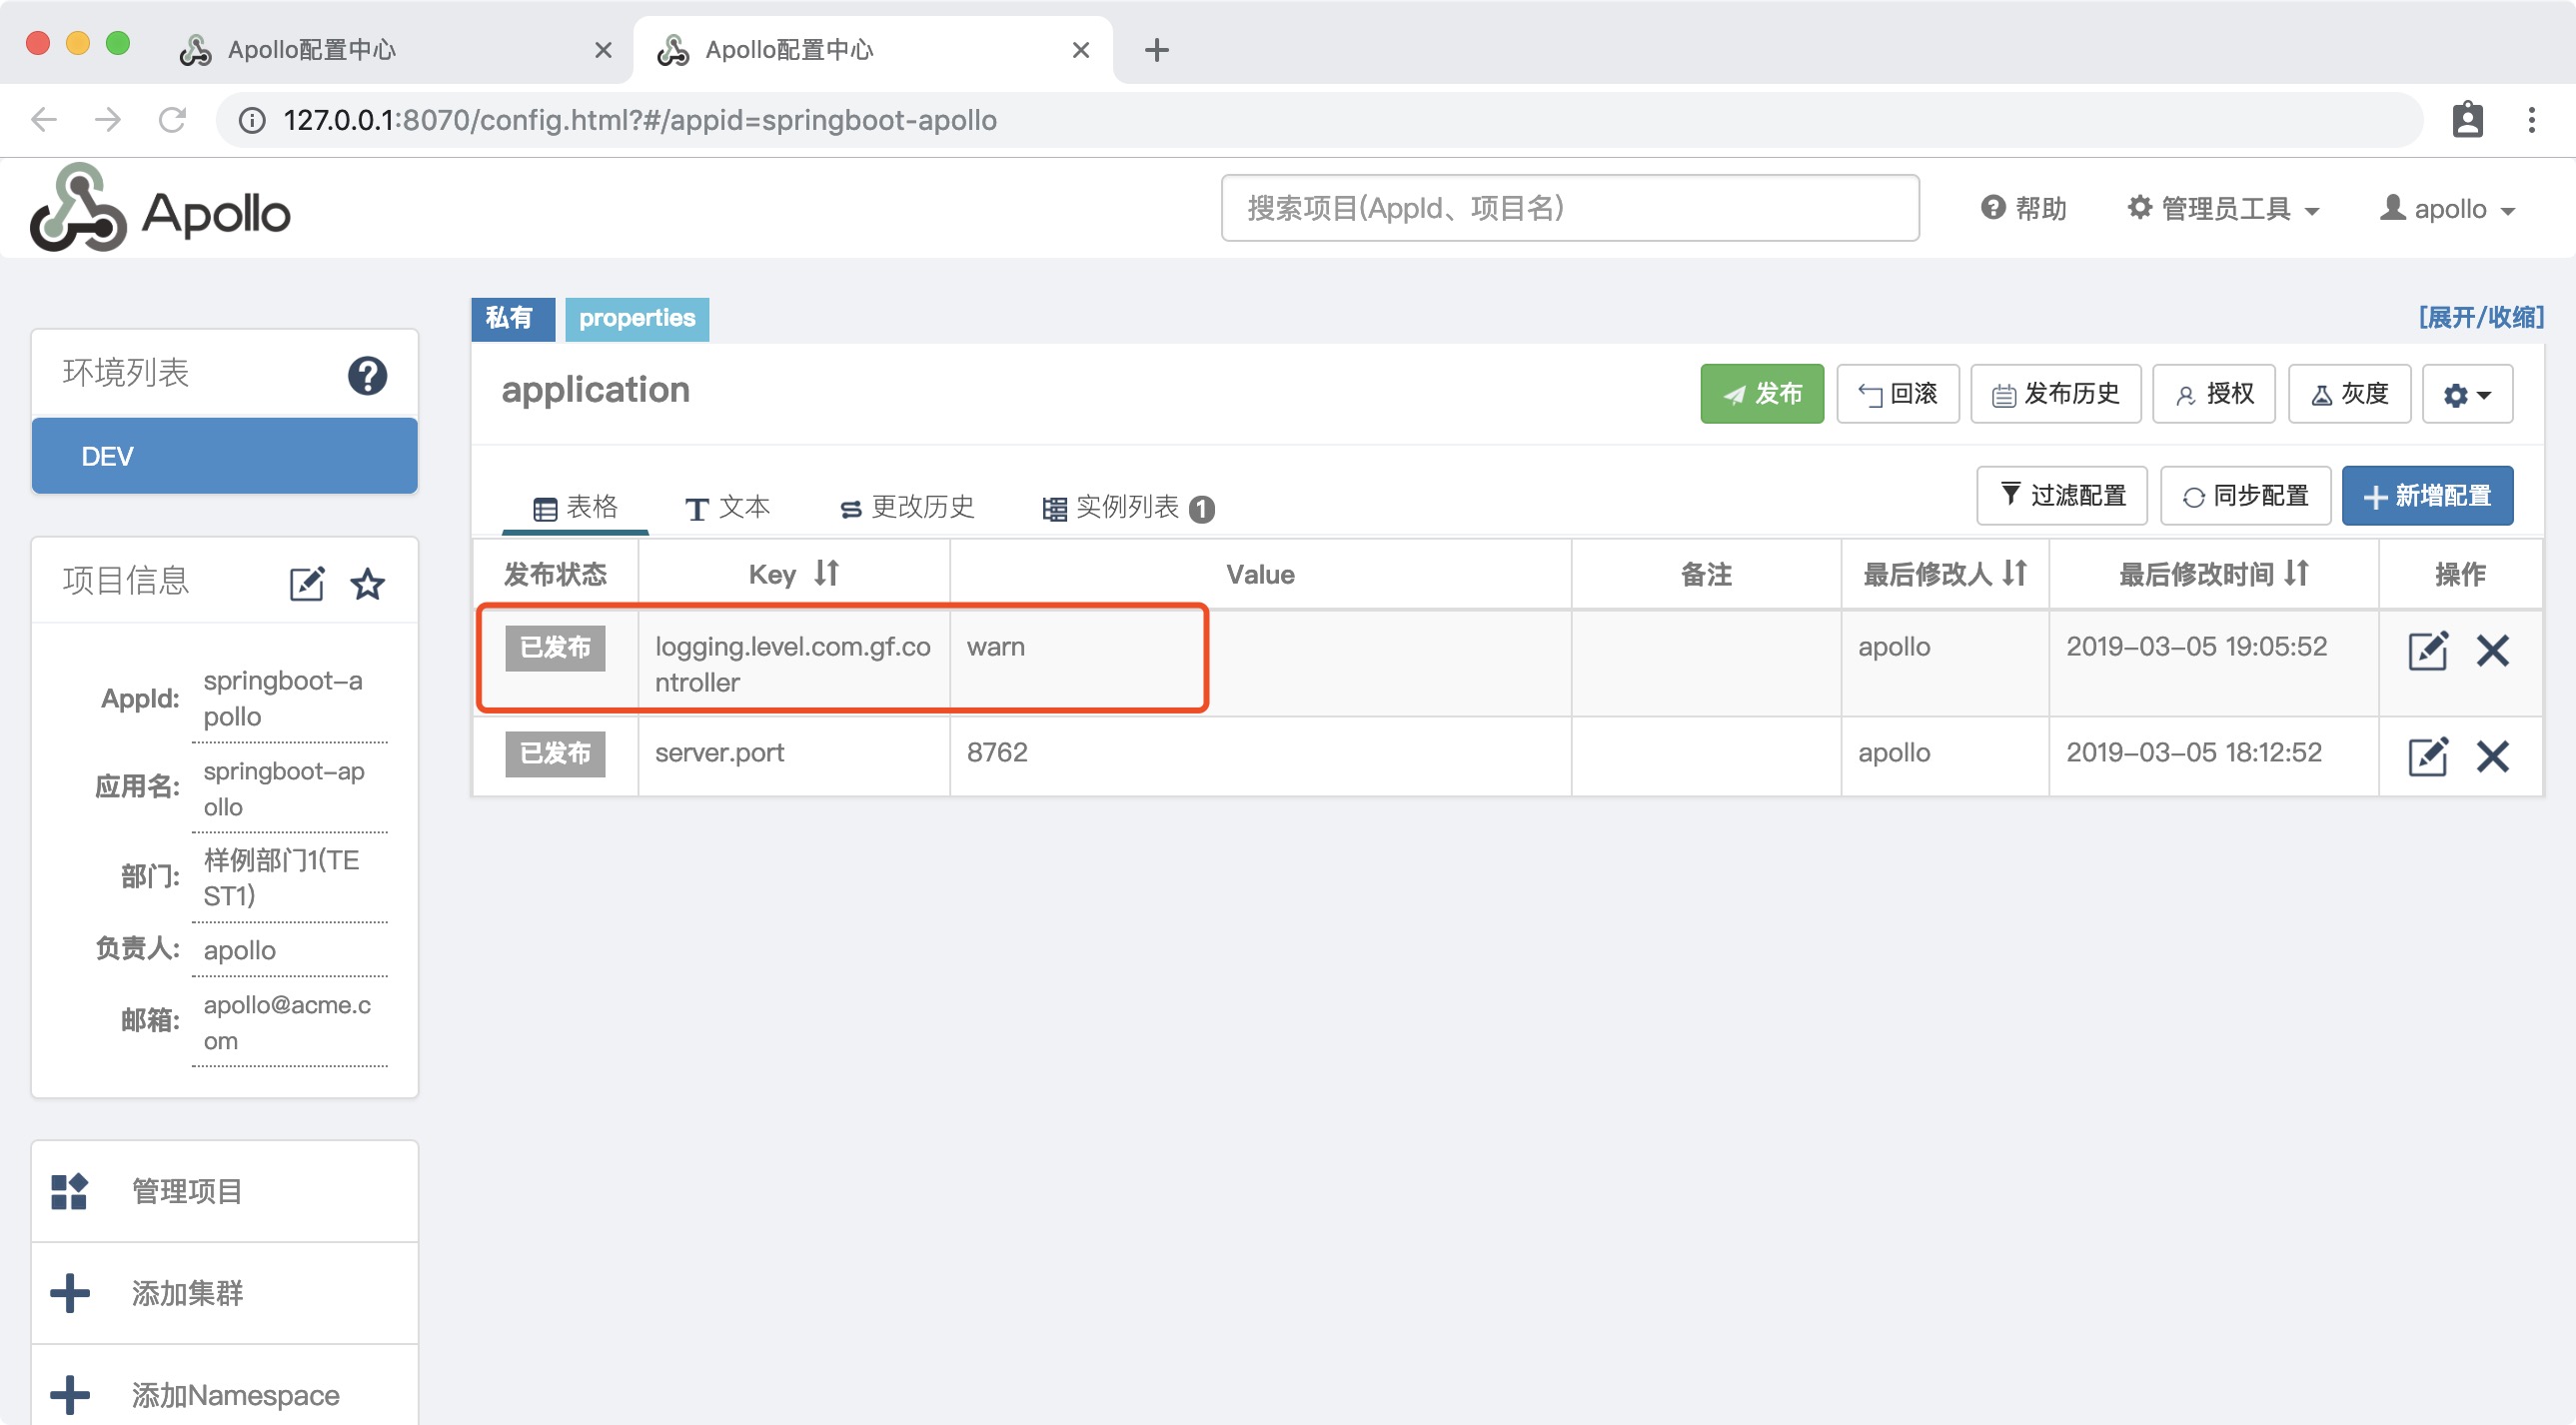 Apollo配置中心
Apollo配置中心
127.0.0.1:8070/config.html?#/appid=springboot-apollo
Apollo
搜索项目(AppId、项目名)
帮助
管理员工具
apollo
私有
properties
[展开/收缩]
环境列表
DEV
application
发布
回滚
发布历史
授权
灰度
表格
文本
更改历史
实例列表 1
过滤配置
同步配置
新增配置
发布状态
Key
Value
备注
最后修改人
最后修改时间
操作
已发布
logging.level.com.gf.co
ntroller
warn
apollo
2019-03-05 19:05:52
已发布
server.port
8762
apollo
2019-03-05 18:12:52
项目信息
AppId:
springboot-a
pollo
应用名:
springboot-ap
ollo
部门:
样例部门1(TE
ST1)
负责人:
apollo
邮箱:
apollo@acme.c
om
管理项目
添加集群
添加Namespace